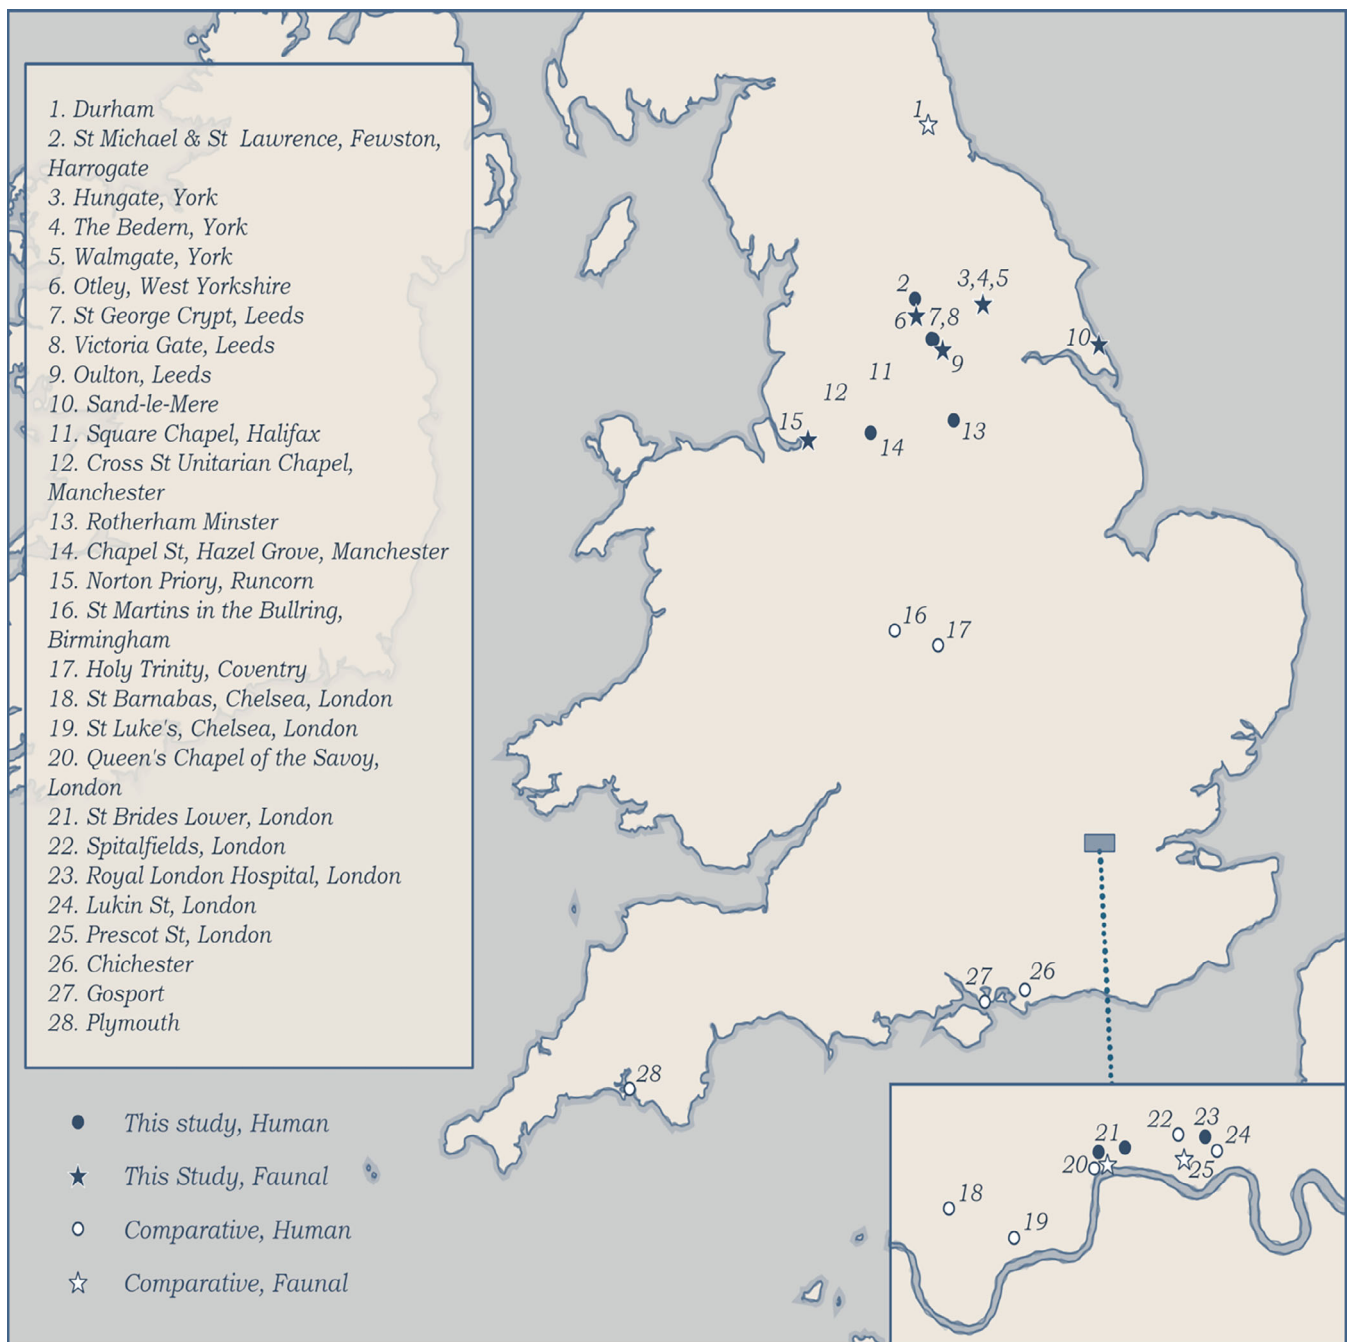 1. Durham
2. St Michael & St Lawrence, Fewston,
Harrogate
3. Hungate, York
4. The Bedern, York
5. Walmgate, York
6. Otley, West Yorkshire
7. St George Crypt, Leeds
8. Victoria Gate, Leeds
9. Oulton, Leeds
10. Sand-le-Mere
11. Square Chapel, Halifax
12. Cross St Unitarian Chapel,
Manchester
13. Rotherham Minster
14. Chapel St, Hazel Grove, Manchester
15. Norton Priory, Runcorn
16. St Martins in the Bullring,
Birmingham
17. Holy Trinity, Coventry
18. St Barnabas, Chelsea, London
19. St Luke's, Chelsea, London
20. Queen's Chapel of the Savoy,
London
21. St Brides Lower, London
22. Spitalfields, London
23. Royal London Hospital, London
24. Lukin St, London
25. Prescot St, London
26. Chichester
27. Gosport
28. Plymouth
This study, Human
This Study, Faunal
Comparative, Human
Comparative, Faunal
1
2
3,4,5
6
7,8
9
10
11
12
13
14
15
16
17
26
27
28
18
19
20
21
22
23
24
25